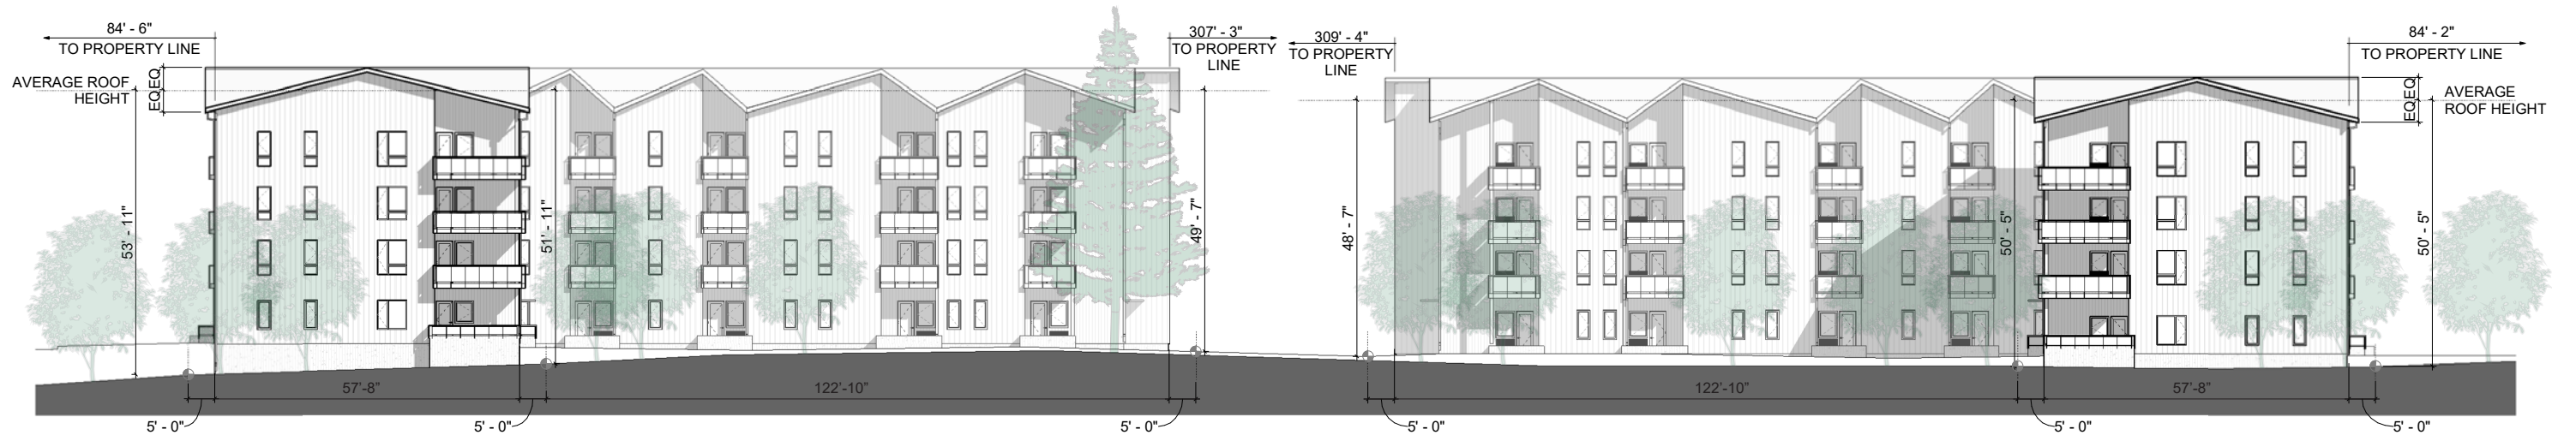 84' - 6"
TO PROPERTY LINE
AVERAGE ROOF
HEIGHT
EQ EQ
53' - 11"
51' - 11"
307' - 3"
TO PROPERTY
LINE
49' - 7"
309' - 4"
TO PROPERTY
LINE
48' - 7"
50' - 5"
84' - 2"
TO PROPERTY LINE
EQ EQ
AVERAGE
ROOF HEIGHT
50' - 5"
57'-8"
122'-10"
122'-10"
57'-8"
5' - 0"
5' - 0"
5' - 0"
5' - 0"
5' - 0"
5' - 0"